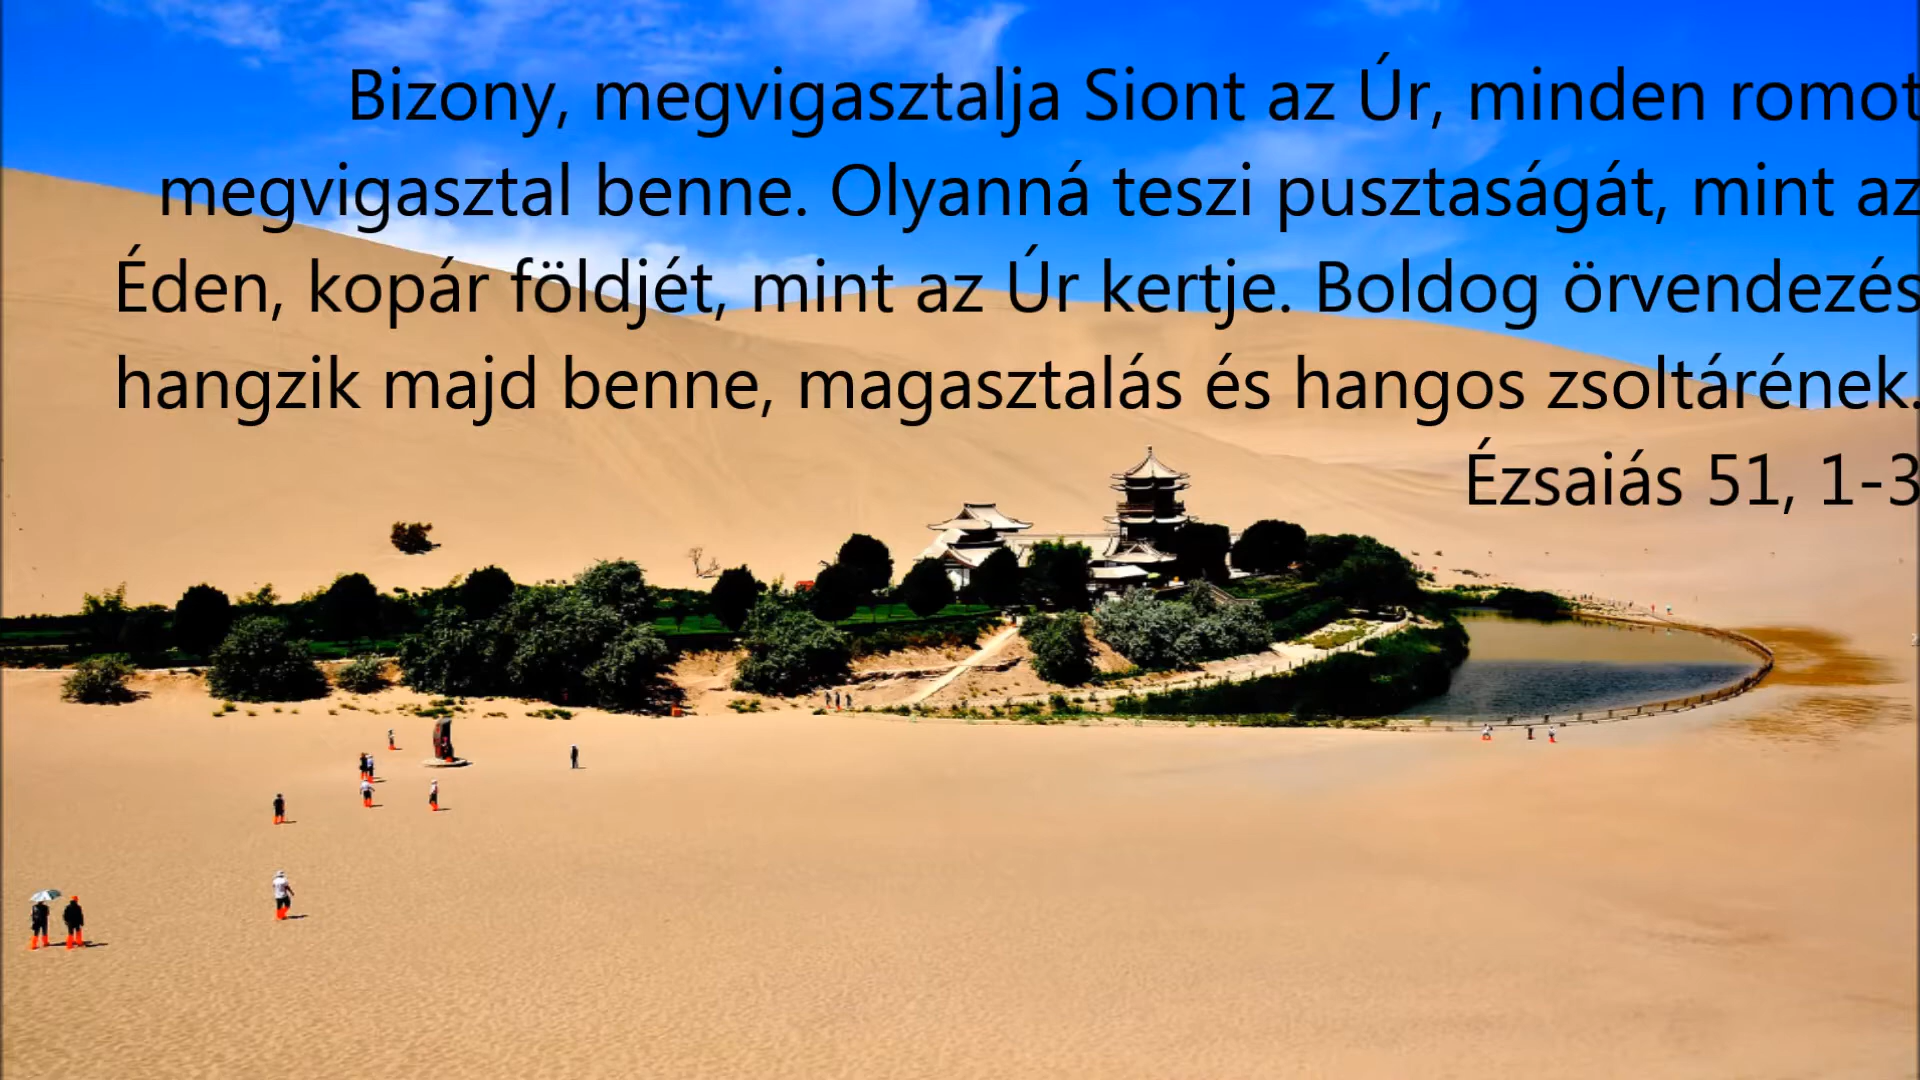 Bizony, megvigasztalja Siont az Úr, minden romot
megvigasztal benne. Olyanná teszi pusztaságát, mint az
Éden, kopár földjét, mint az Úr kertje. Boldog örvendezés
hangzik majd benne, magasztalás és hangos zsoltárének.
Ézsaiás 51, 1-3